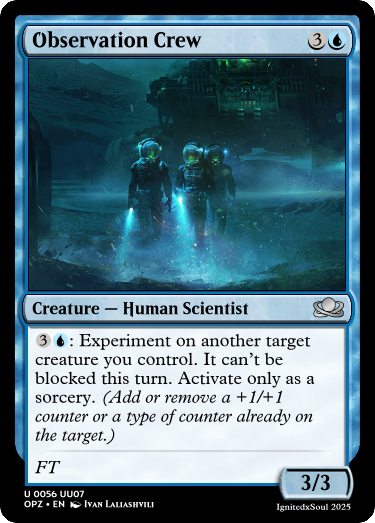 Observation Crew 3
Creature — Human Scientist
3: Experiment on another target
creature you control. It can't be
blocked this turn. Activate only as a
sorcery. (Add or remove a +1/+1
counter or a type of counter already on
the target.)
FT
3/3
U 0056 UU07
OPZ • EN Ivan Laliashvili
IgnitedxSoul 2025